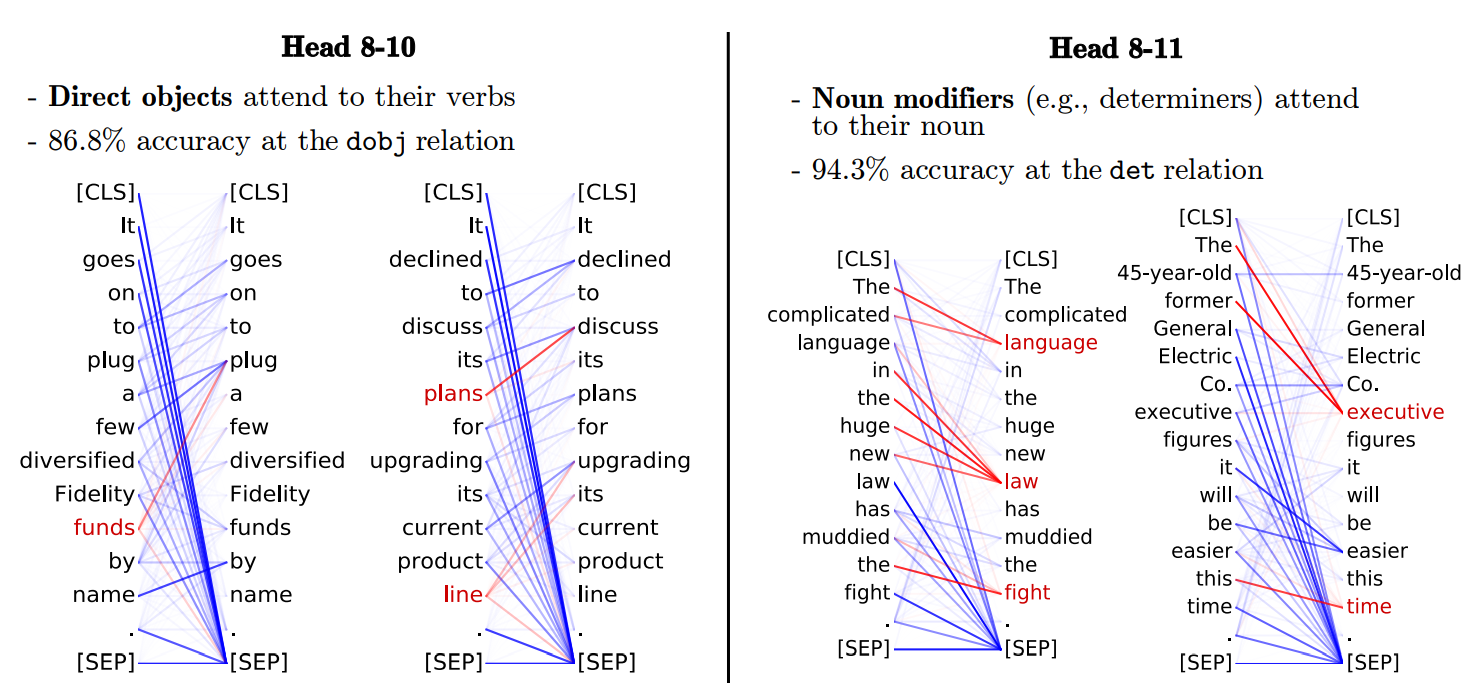 Head 8-10
- Direct objects attend to their verbs
- 86.8% accuracy at the dobj relation
[CLS] [CLS]
It It
goes goes
on on
to to
plug plug
a a
few few
diversified diversified
Fidelity Fidelity
funds funds
by by
name name
. .
[SEP] [SEP]
[CLS] [CLS]
It It
declined declined
to to
discuss discuss
its its
plans plans
for for
upgrading upgrading
its its
current current
product product
line line
. .
[SEP] [SEP]
Head 8-11
- Noun modifiers (e.g., determiners) attend
to their noun
- 94.3% accuracy at the det relation
[CLS] [CLS]
The The
complicated complicated
language language
in in
the the
huge huge
new new
law law
has has
muddied muddied
the the
fight fight
. .
[SEP] [SEP]
[CLS] [CLS]
The The
45-year-old 45-year-old
former former
General General
Electric Electric
Co. Co.
executive executive
figures figures
it it
will will
be be
easier easier
this this
time time
. .
[SEP] [SEP]